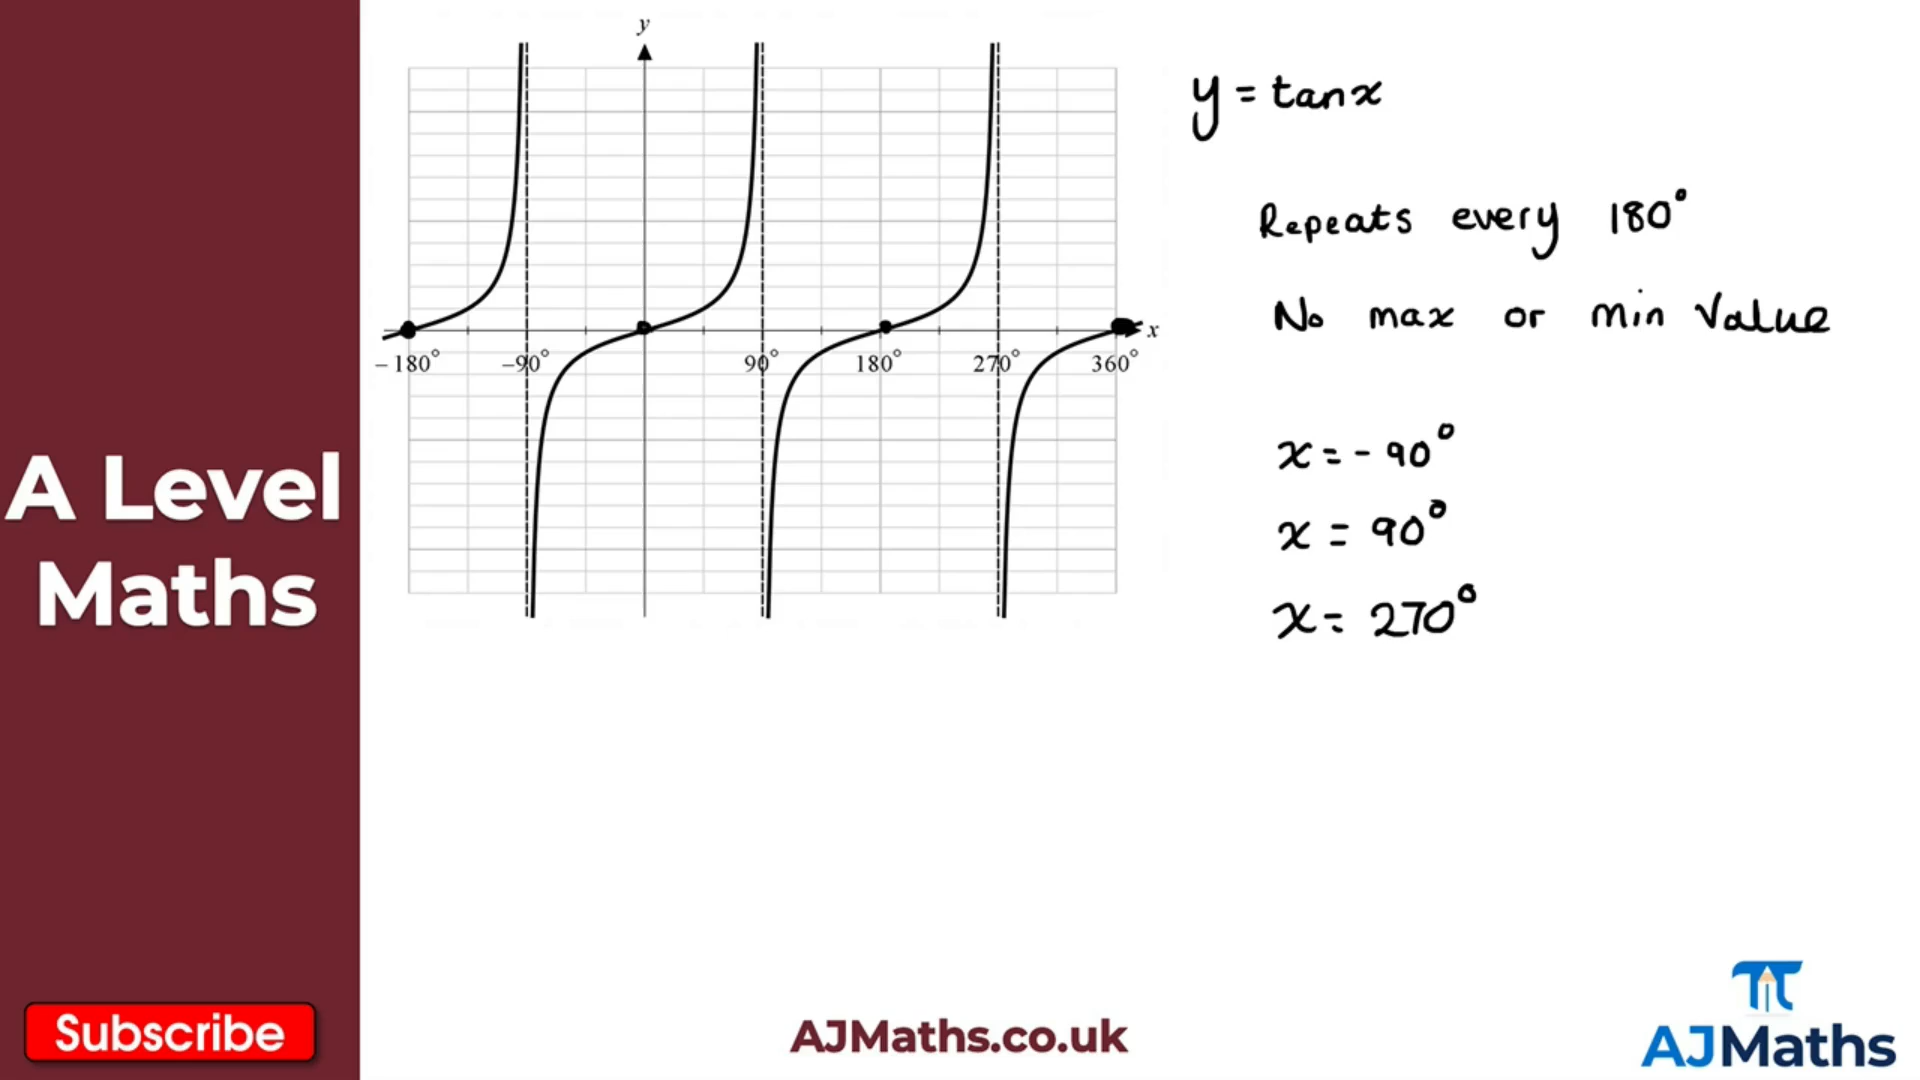 A Level
Maths
Subscribe
y
x
−180° −90° 90° 180° 270° 360°
y = tanx
Repeats every 180°
No max or min Value
x = - 90°
x = 90°
x = 270°
AJMaths.co.uk
AJMaths